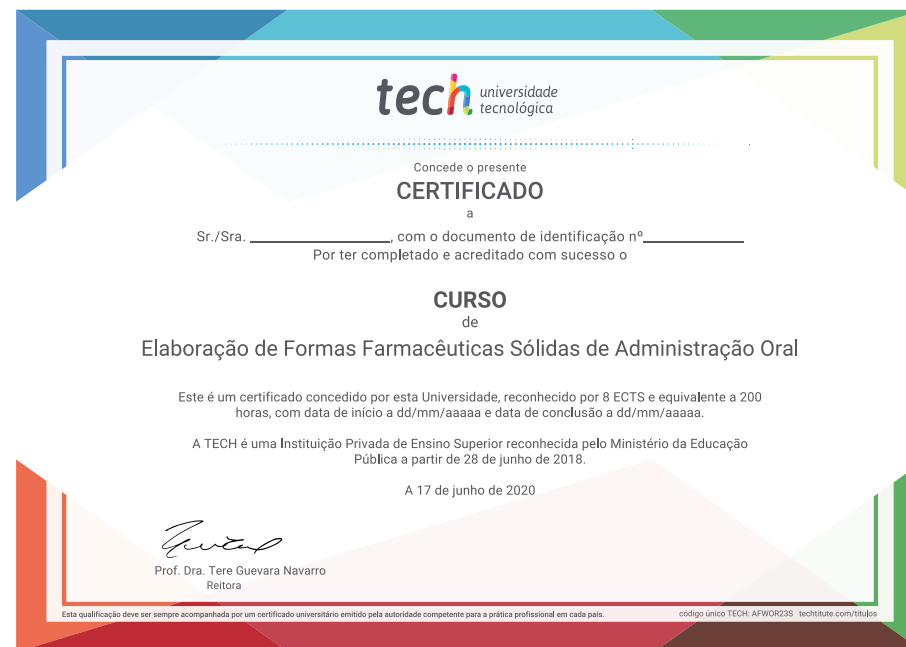 tech universidade
tecnológica
Concede o presente
CERTIFICADO
a
Sr./Sra. ________________, com o documento de identificação nº____________
Por ter completado e acreditado com sucesso o
CURSO
de
Elaboração de Formas Farmacêuticas Sólidas de Administração Oral
Este é um certificado concedido por esta Universidade, reconhecido por 8 ECTS e equivalente a 200
horas, com data de início a dd/mm/aaaaa e data de conclusão a dd/mm/aaaaa.
A TECH é uma Instituição Privada de Ensino Superior reconhecida pelo Ministério da Educação
Pública a partir de 28 de junho de 2018.
A 17 de junho de 2020
Prof. Dra. Tere Guevara Navarro
Reitora
Esta qualificação deve ser sempre acompanhada por um certificado universitário emitido pela autoridade competente para a prática profissional em cada país.
código único TECH: AFWOR23S techtitute.com/títulos